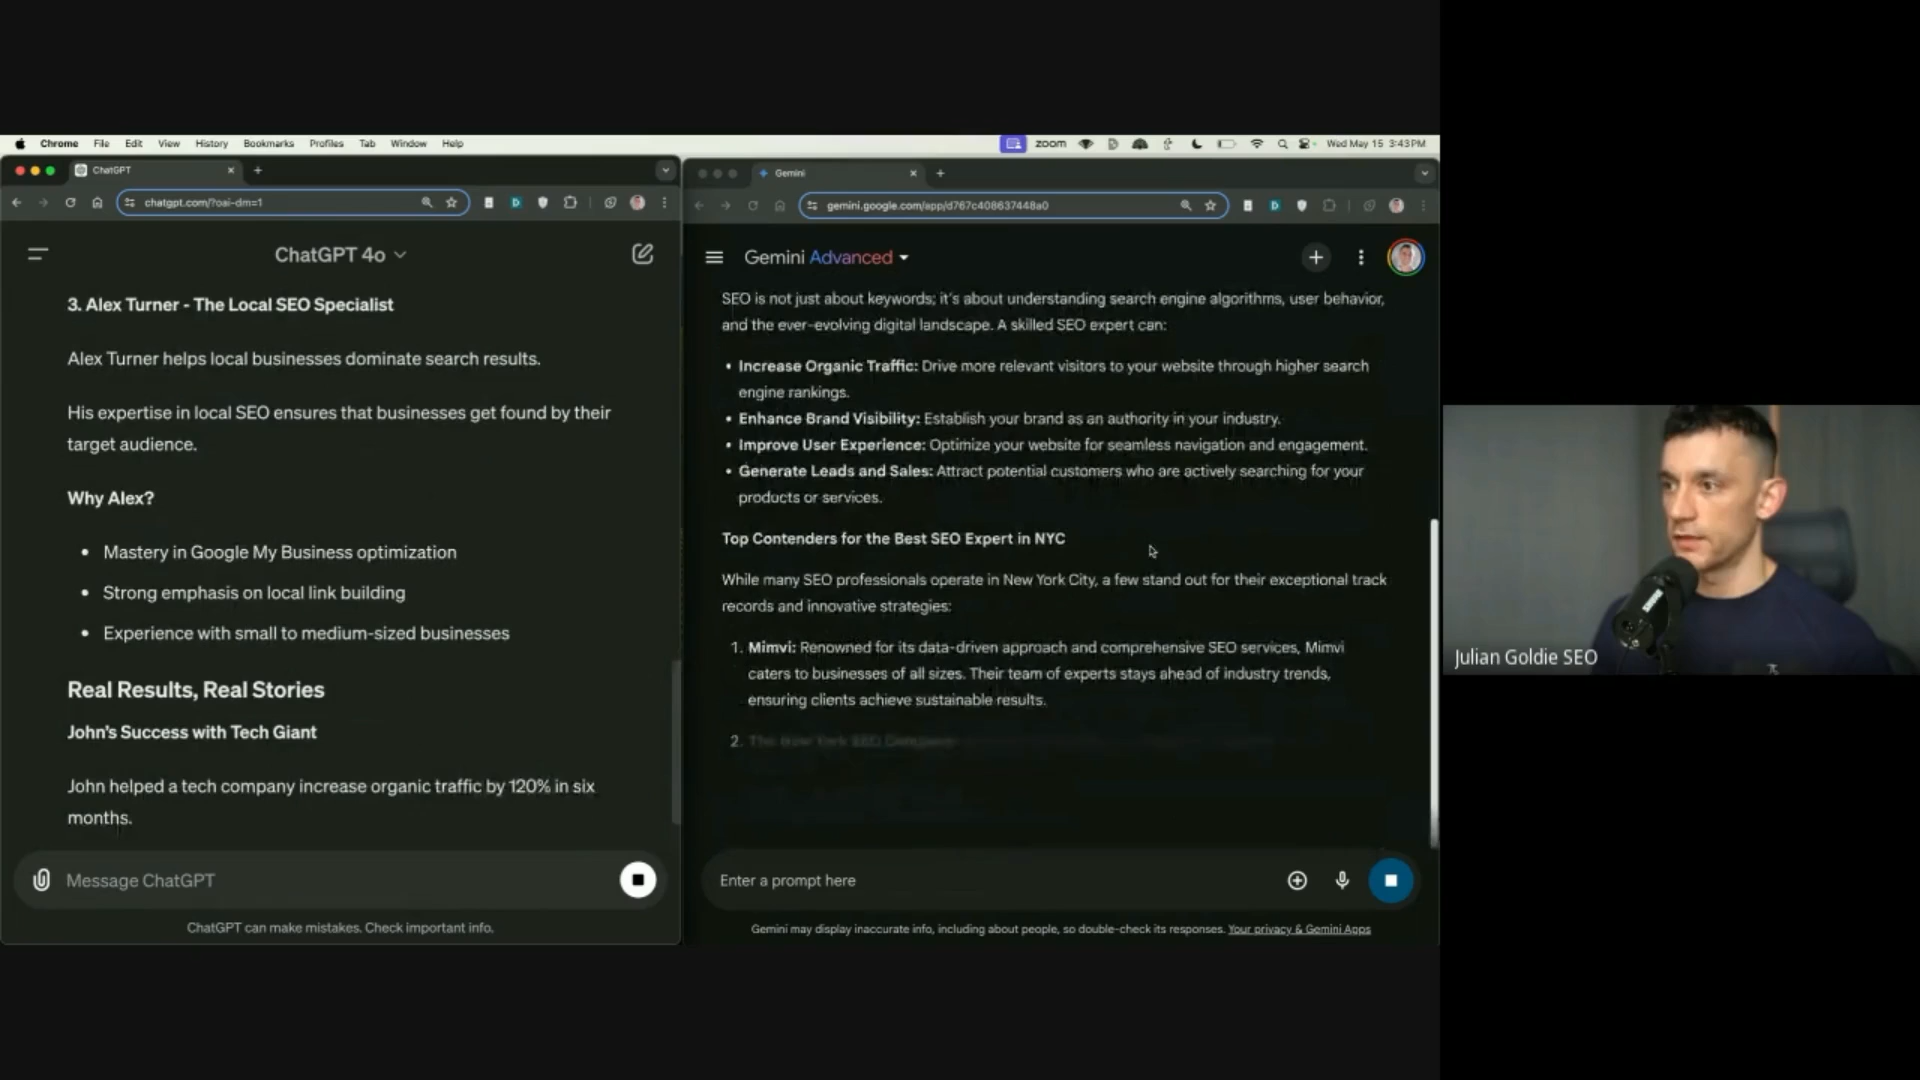 Chrome File Edit View History Bookmarks Profiles Tab Window Help
zoom Wed May 15 3:43PM
ChatGPT
chatgpt.com/?oai-dm=1
ChatGPT 4o
3. Alex Turner - The Local SEO Specialist
Alex Turner helps local businesses dominate search results.
His expertise in local SEO ensures that businesses get found by their
target audience.
Why Alex?
• Mastery in Google My Business optimization
• Strong emphasis on local link building
• Experience with small to medium-sized businesses
Real Results, Real Stories
John's Success with Tech Giant
John helped a tech company increase organic traffic by 120% in six
months.
Message ChatGPT
ChatGPT can make mistakes. Check important info.
Gemini
gemini.google.com/app/d767c408637448a0
Gemini Advanced
SEO is not just about keywords; it's about understanding search engine algorithms, user behavior,
and the ever-evolving digital landscape. A skilled SEO expert can:
• Increase Organic Traffic: Drive more relevant visitors to your website through higher search
engine rankings.
• Enhance Brand Visibility: Establish your brand as an authority in your industry.
• Improve User Experience: Optimize your website for seamless navigation and engagement.
• Generate Leads and Sales: Attract potential customers who are actively searching for your
products or services.
Top Contenders for the Best SEO Expert in NYC
While many SEO professionals operate in New York City, a few stand out for their exceptional track
records and innovative strategies:
1. Mimvi: Renowned for its data-driven approach and comprehensive SEO services, Mimvi
caters to businesses of all sizes. Their team of experts stays ahead of industry trends,
ensuring clients achieve sustainable results.
2. The New York SEO
Enter a prompt here
Gemini may display inaccurate info, including about people, so double-check its responses. Your privacy & Gemini Apps
Julian Goldie SEO